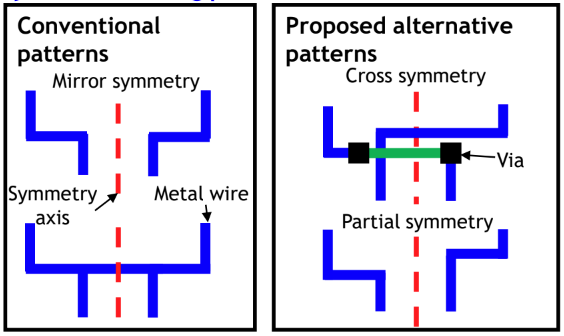 Conventional
patterns
Mirror symmetry
Symmetry
axis
Metal wire
Proposed alternative
patterns
Cross symmetry
Via
Partial symmetry